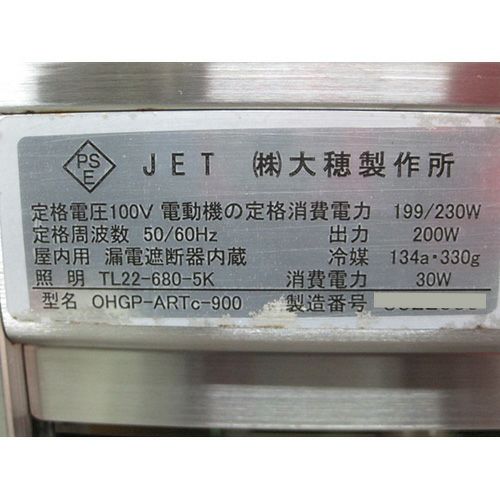 PS
E
JET ㈱大穂製作所
定格電圧100V 電動機の定格消費電力 199/230W
定格周波数 50/60Hz 出力 200W
屋内用 漏電遮断器内蔵 冷媒 134a・330g
照明 TL22-680-5K 消費電力 30W
型名 OHGP-ARTc-900 製造番号